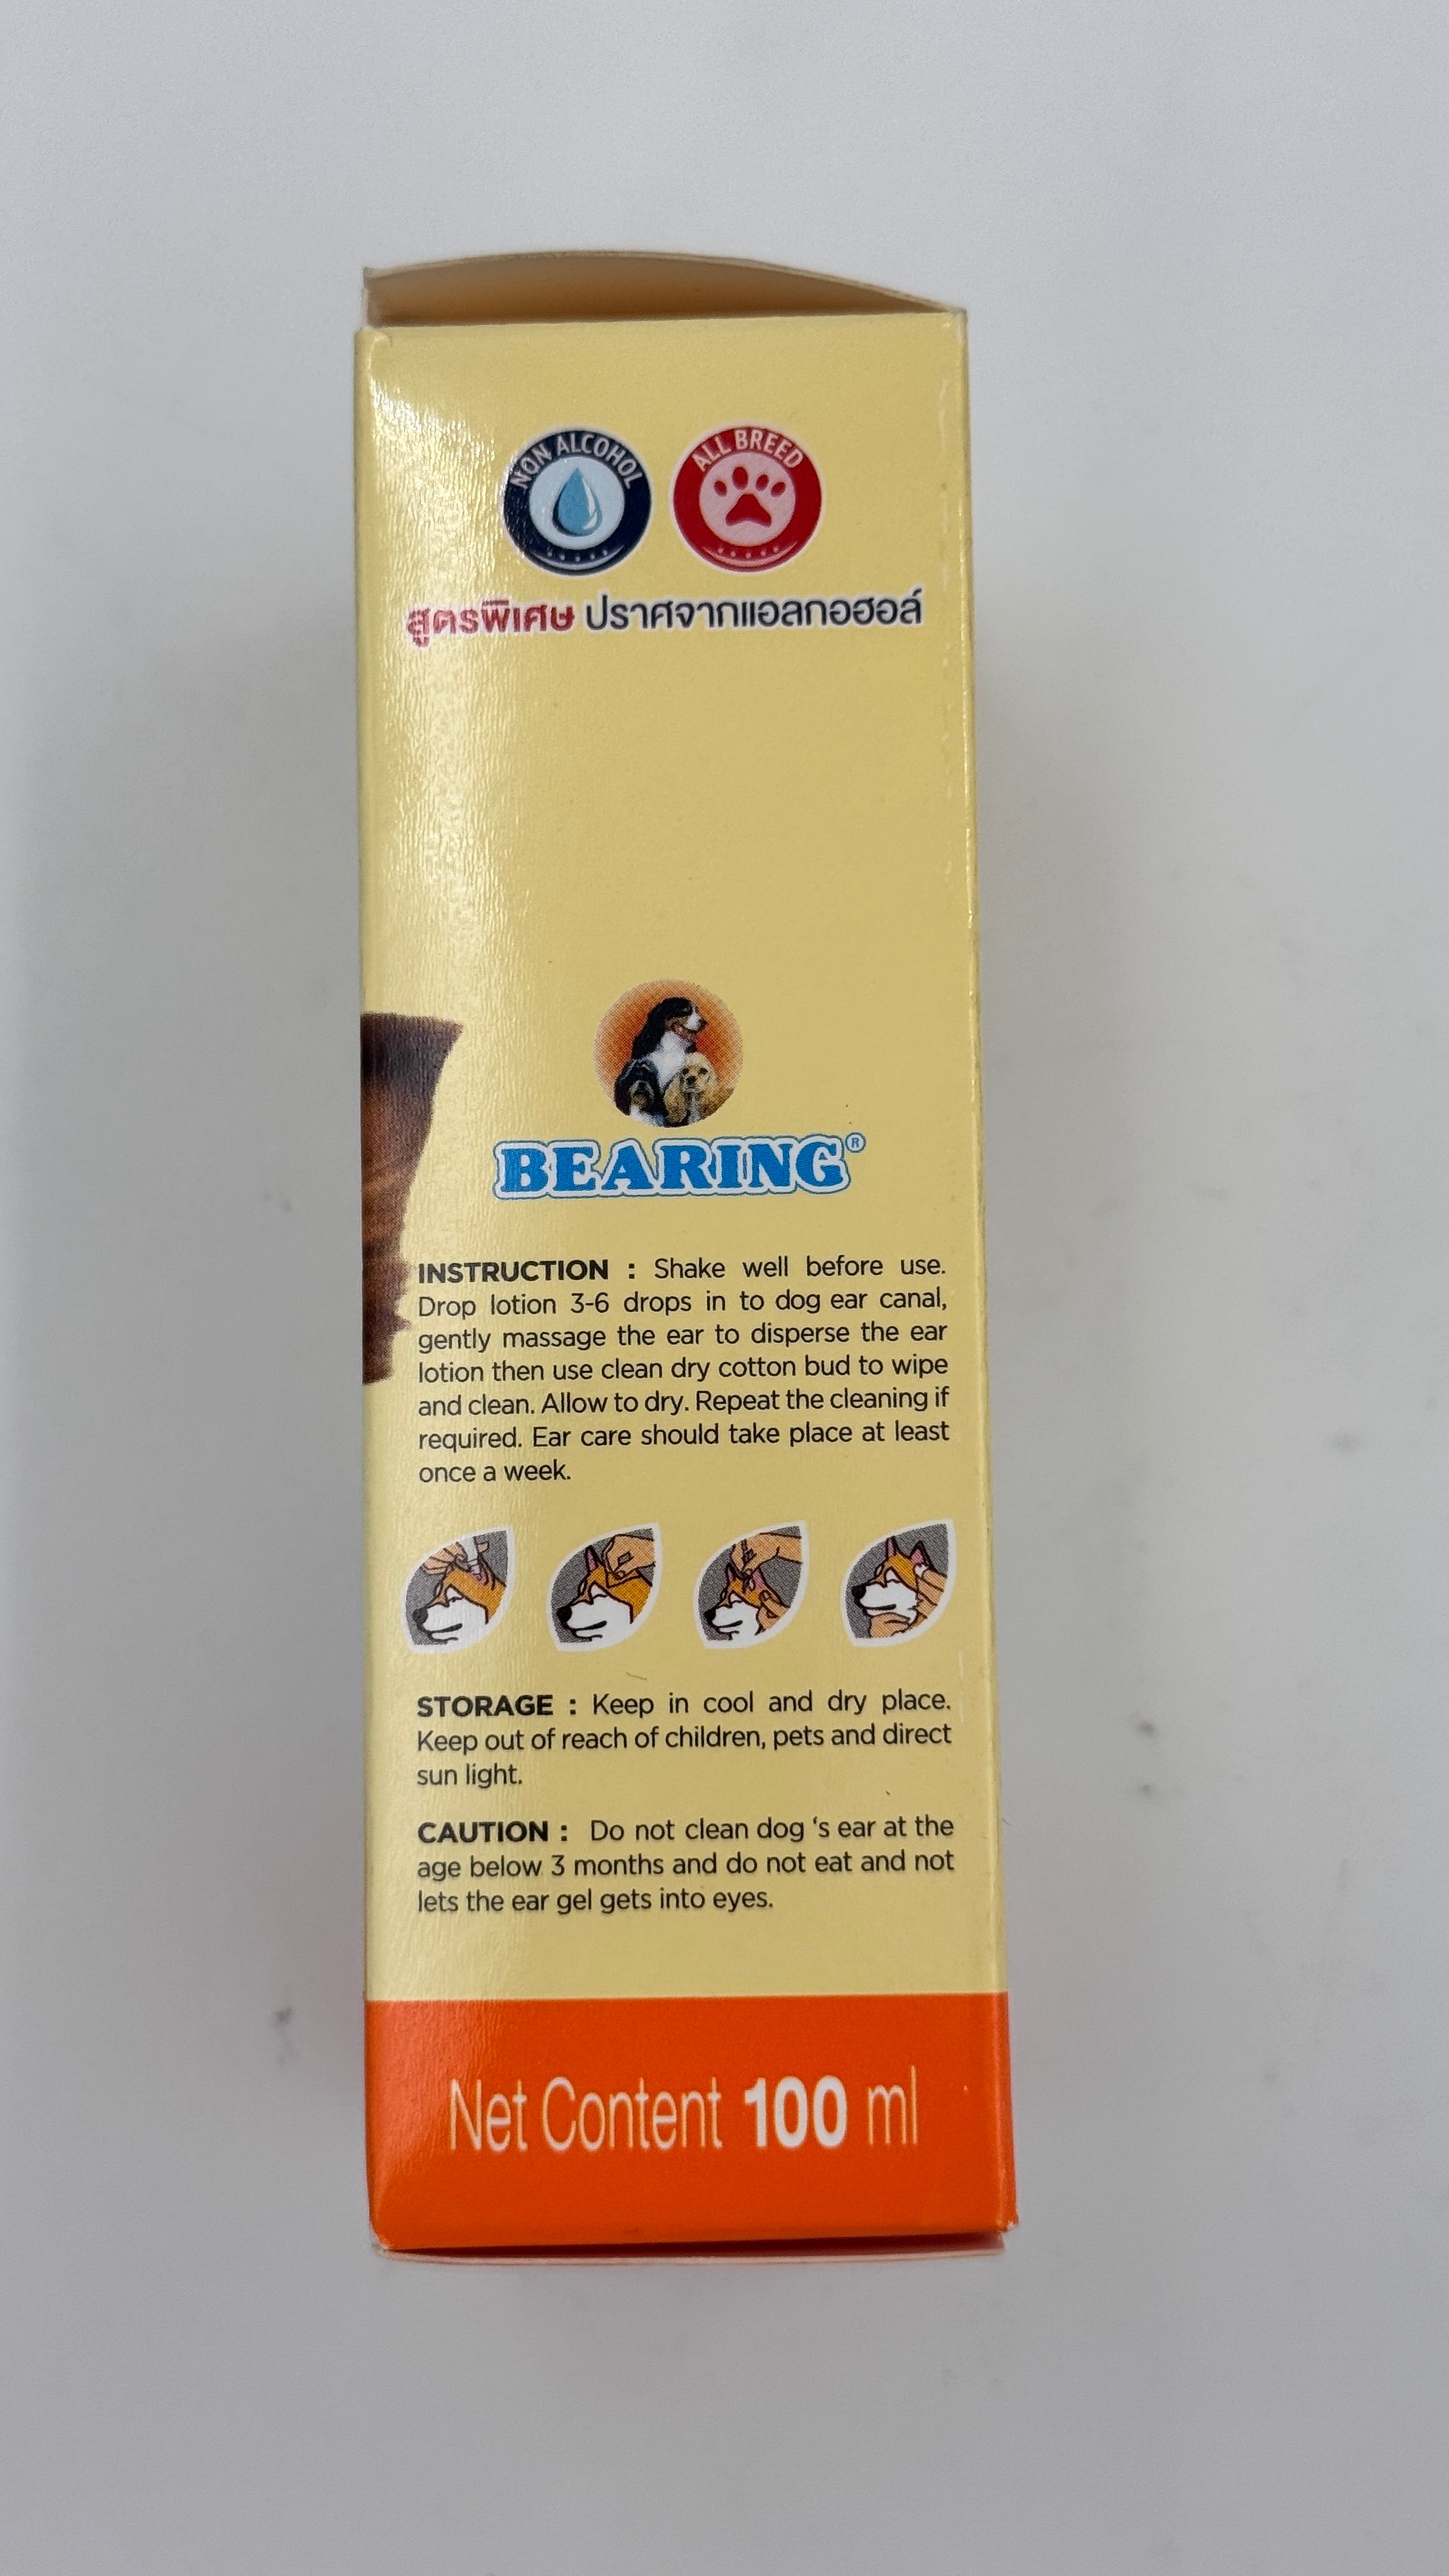 NON ALCOHOL
ALL BREED
สูตรพิเศษ ปราศจากแอลกอฮอล์
BEARING®
INSTRUCTION : Shake well before use.
Drop lotion 3-6 drops in to dog ear canal,
gently massage the ear to disperse the ear
lotion then use clean dry cotton bud to wipe
and clean. Allow to dry. Repeat the cleaning if
required. Ear care should take place at least
once a week.
STORAGE : Keep in cool and dry place.
Keep out of reach of children, pets and direct
sun light.
CAUTION : Do not clean dog 's ear at the
age below 3 months and do not eat and not
lets the ear gel gets into eyes.
Net Content 100 ml